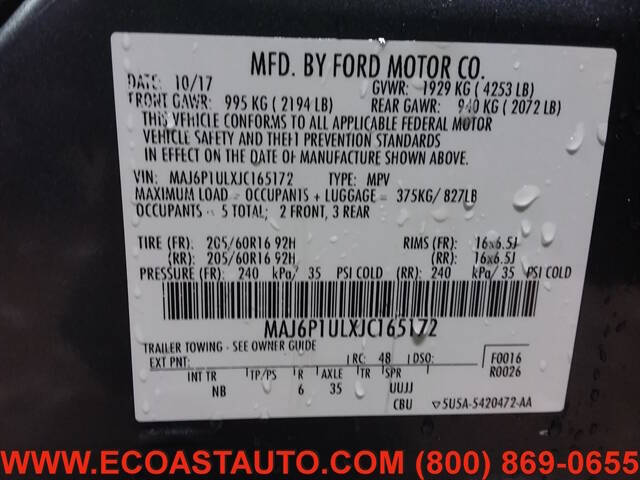 MFD. BY FORD MOTOR CO.
DATE: 10/17 GVWR: 1929 KG ( 4253 LB)
FRONT GAWR: 995 KG ( 2194 LB) REAR GAWR: 940 KG ( 2072 LB)
THIS VEHICLE CONFORMS TO ALL APPLICABLE FEDERAL MOTOR
VEHICLE SAFETY AND THEFT PREVENTION STANDARDS
IN EFFECT ON THE DATE OF MANUFACTURE SHOWN ABOVE.
VIN: MAJ6P1ULXJC165172 TYPE: MPV
MAXIMUM LOAD = OCCUPANTS + LUGGAGE = 375KG/ 827LB
OCCUPANTS - 5 TOTAL; 2 FRONT, 3 REAR
TIRE (FR): 205/60R16 92H RIMS (FR): 16x6.5J
(RR): 205/60R16 92H (RR): 16x6.5J
PRESSURE (FR): 240 kPa/ 35 PSI COLD (RR): 240 kPa/ 35 PSI COLD
MAJ6P1ULXJC165172
TRAILER TOWING - SEE OWNER GUIDE
EXT PNT: RC: 48 DSO: F0016
R0026
INT TR TP/PS R AXLE TR SPR
NB 6 35 UUJJ
CBU 5U5A-5420472-AA
WWW.ECOASTAUTO.COM (800) 869-0655